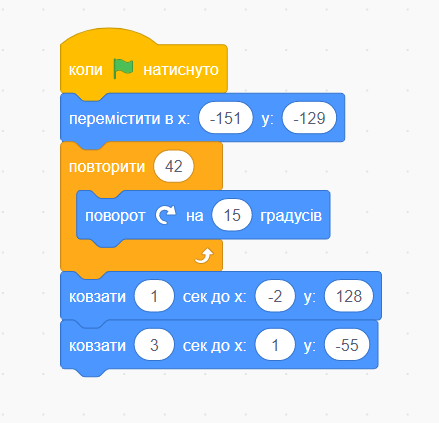 коли натиснуто
перемістити в x: -151 y: -129
повторити 42
поворот на 15 градусів
ковзати 1 сек до x: -2 y: 128
ковзати 3 сек до x: 1 y: -55